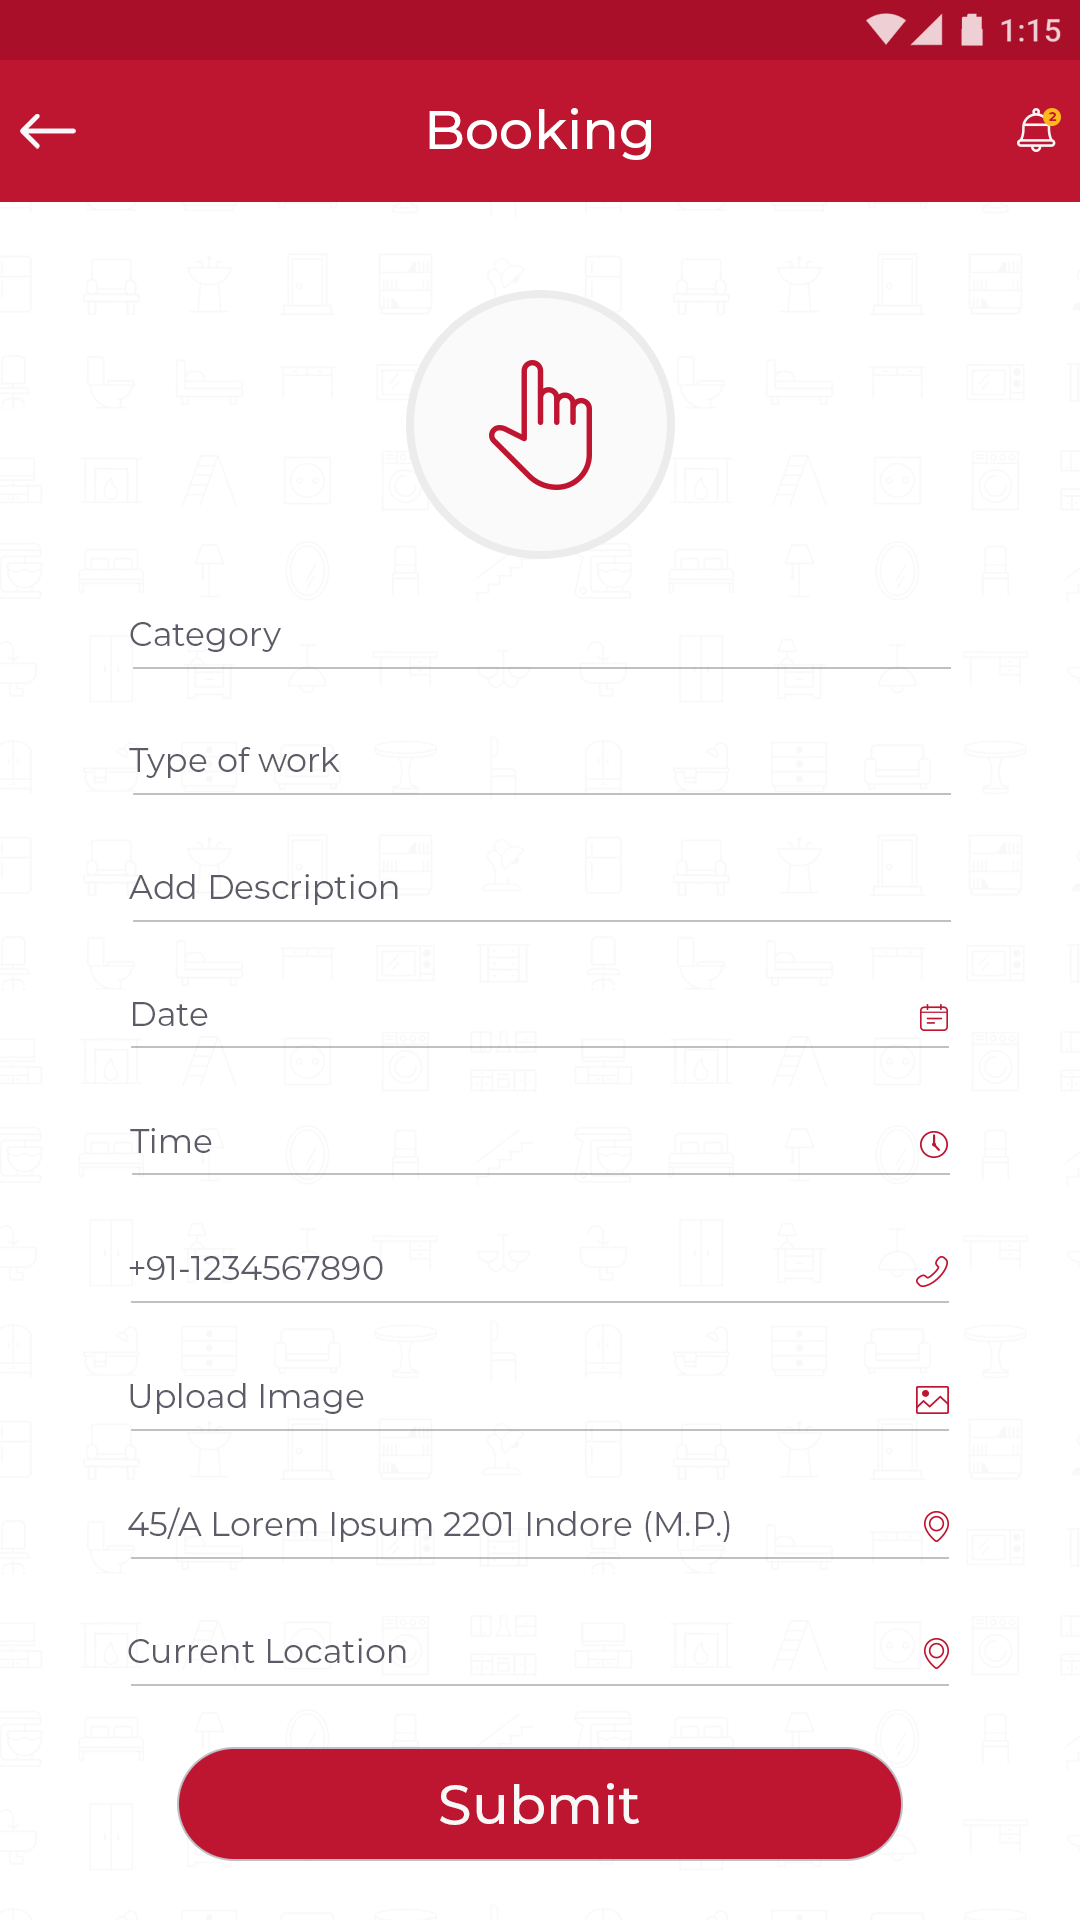 1:15
Booking
2
Category
Type of work
Add Description
Date
Time
+91-1234567890
Upload Image
45/A Lorem Ipsum 2201 Indore (M.P.)
Current Location
Submit